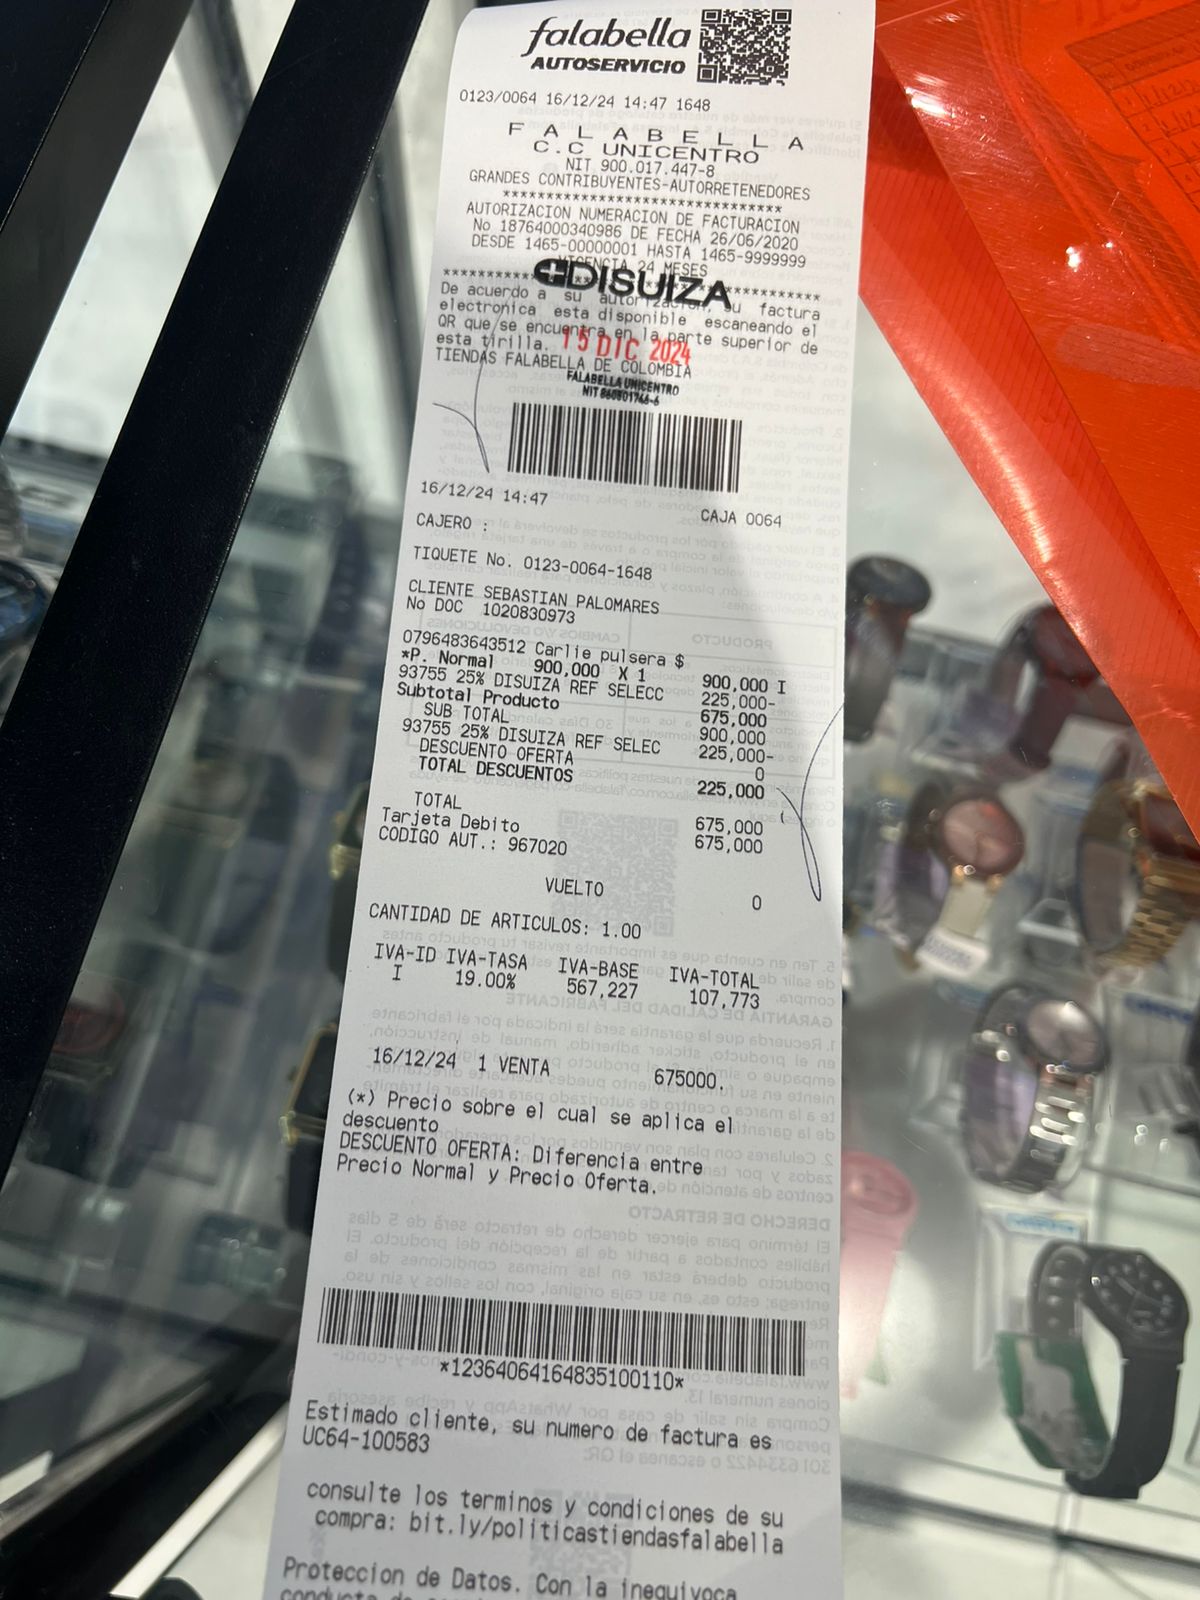 falabella
AUTOSERVICIO
0123/0064 16/12/24 14:47 1648
F A L A B E L L A
C.C UNICENTRO
NIT 900.017.447-8
GRANDES CONTRIBUYENTES-AUTORRETENEDORES
********************************
AUTORIZACION NUMERACION DE FACTURACION
No 18764000340986 DE FECHA 26/06/2020
DESDE 1465-00000001 HASTA 1465-9999999
VIGENCIA 24 MESES
DISUIZA
De acuerdo a su autorizacion, su factura
electronica esta disponible escaneando el
QR que se encuentra en la parte superior de
esta tirilla.
15 DIC 2024
TIENDAS FALABELLA DE COLOMBIA
FALABELLA UNICENTRO
NIT 860501746-6
16/12/24 14:47 CAJA 0064
CAJERO :
TIQUETE No. 0123-0064-1648
CLIENTE SEBASTIAN PALOMARES
No DOC 1020830973
0796483643512 Carlie pulsera $ 900,000 I
*P. Normal 900,000 X 1
93755 25% DISUIZA REF SELECC 225,000-
Subtotal Producto 675,000
SUB TOTAL 900,000
93755 25% DISUIZA REF SELEC 225,000-
DESCUENTO OFERTA 0
TOTAL DESCUENTOS 225,000
TOTAL 675,000
Tarjeta Debito 675,000
CODIGO AUT.: 967020
VUELTO 0
CANTIDAD DE ARTICULOS: 1.00
IVA-ID IVA-TASA IVA-BASE IVA-TOTAL
I 19.00% 567,227 107,773
16/12/24 1 VENTA 675000.
(*) Precio sobre el cual se aplica el
descuento
DESCUENTO OFERTA: Diferencia entre
Precio Normal y Precio Oferta.
*12364064164835100110*
Estimado cliente, su numero de factura es
UC64-100583
consulte los terminos y condiciones de su
compra: bit.ly/politicastiendasfalabella
Proteccion de Datos. Con la inequivoca
conducta de